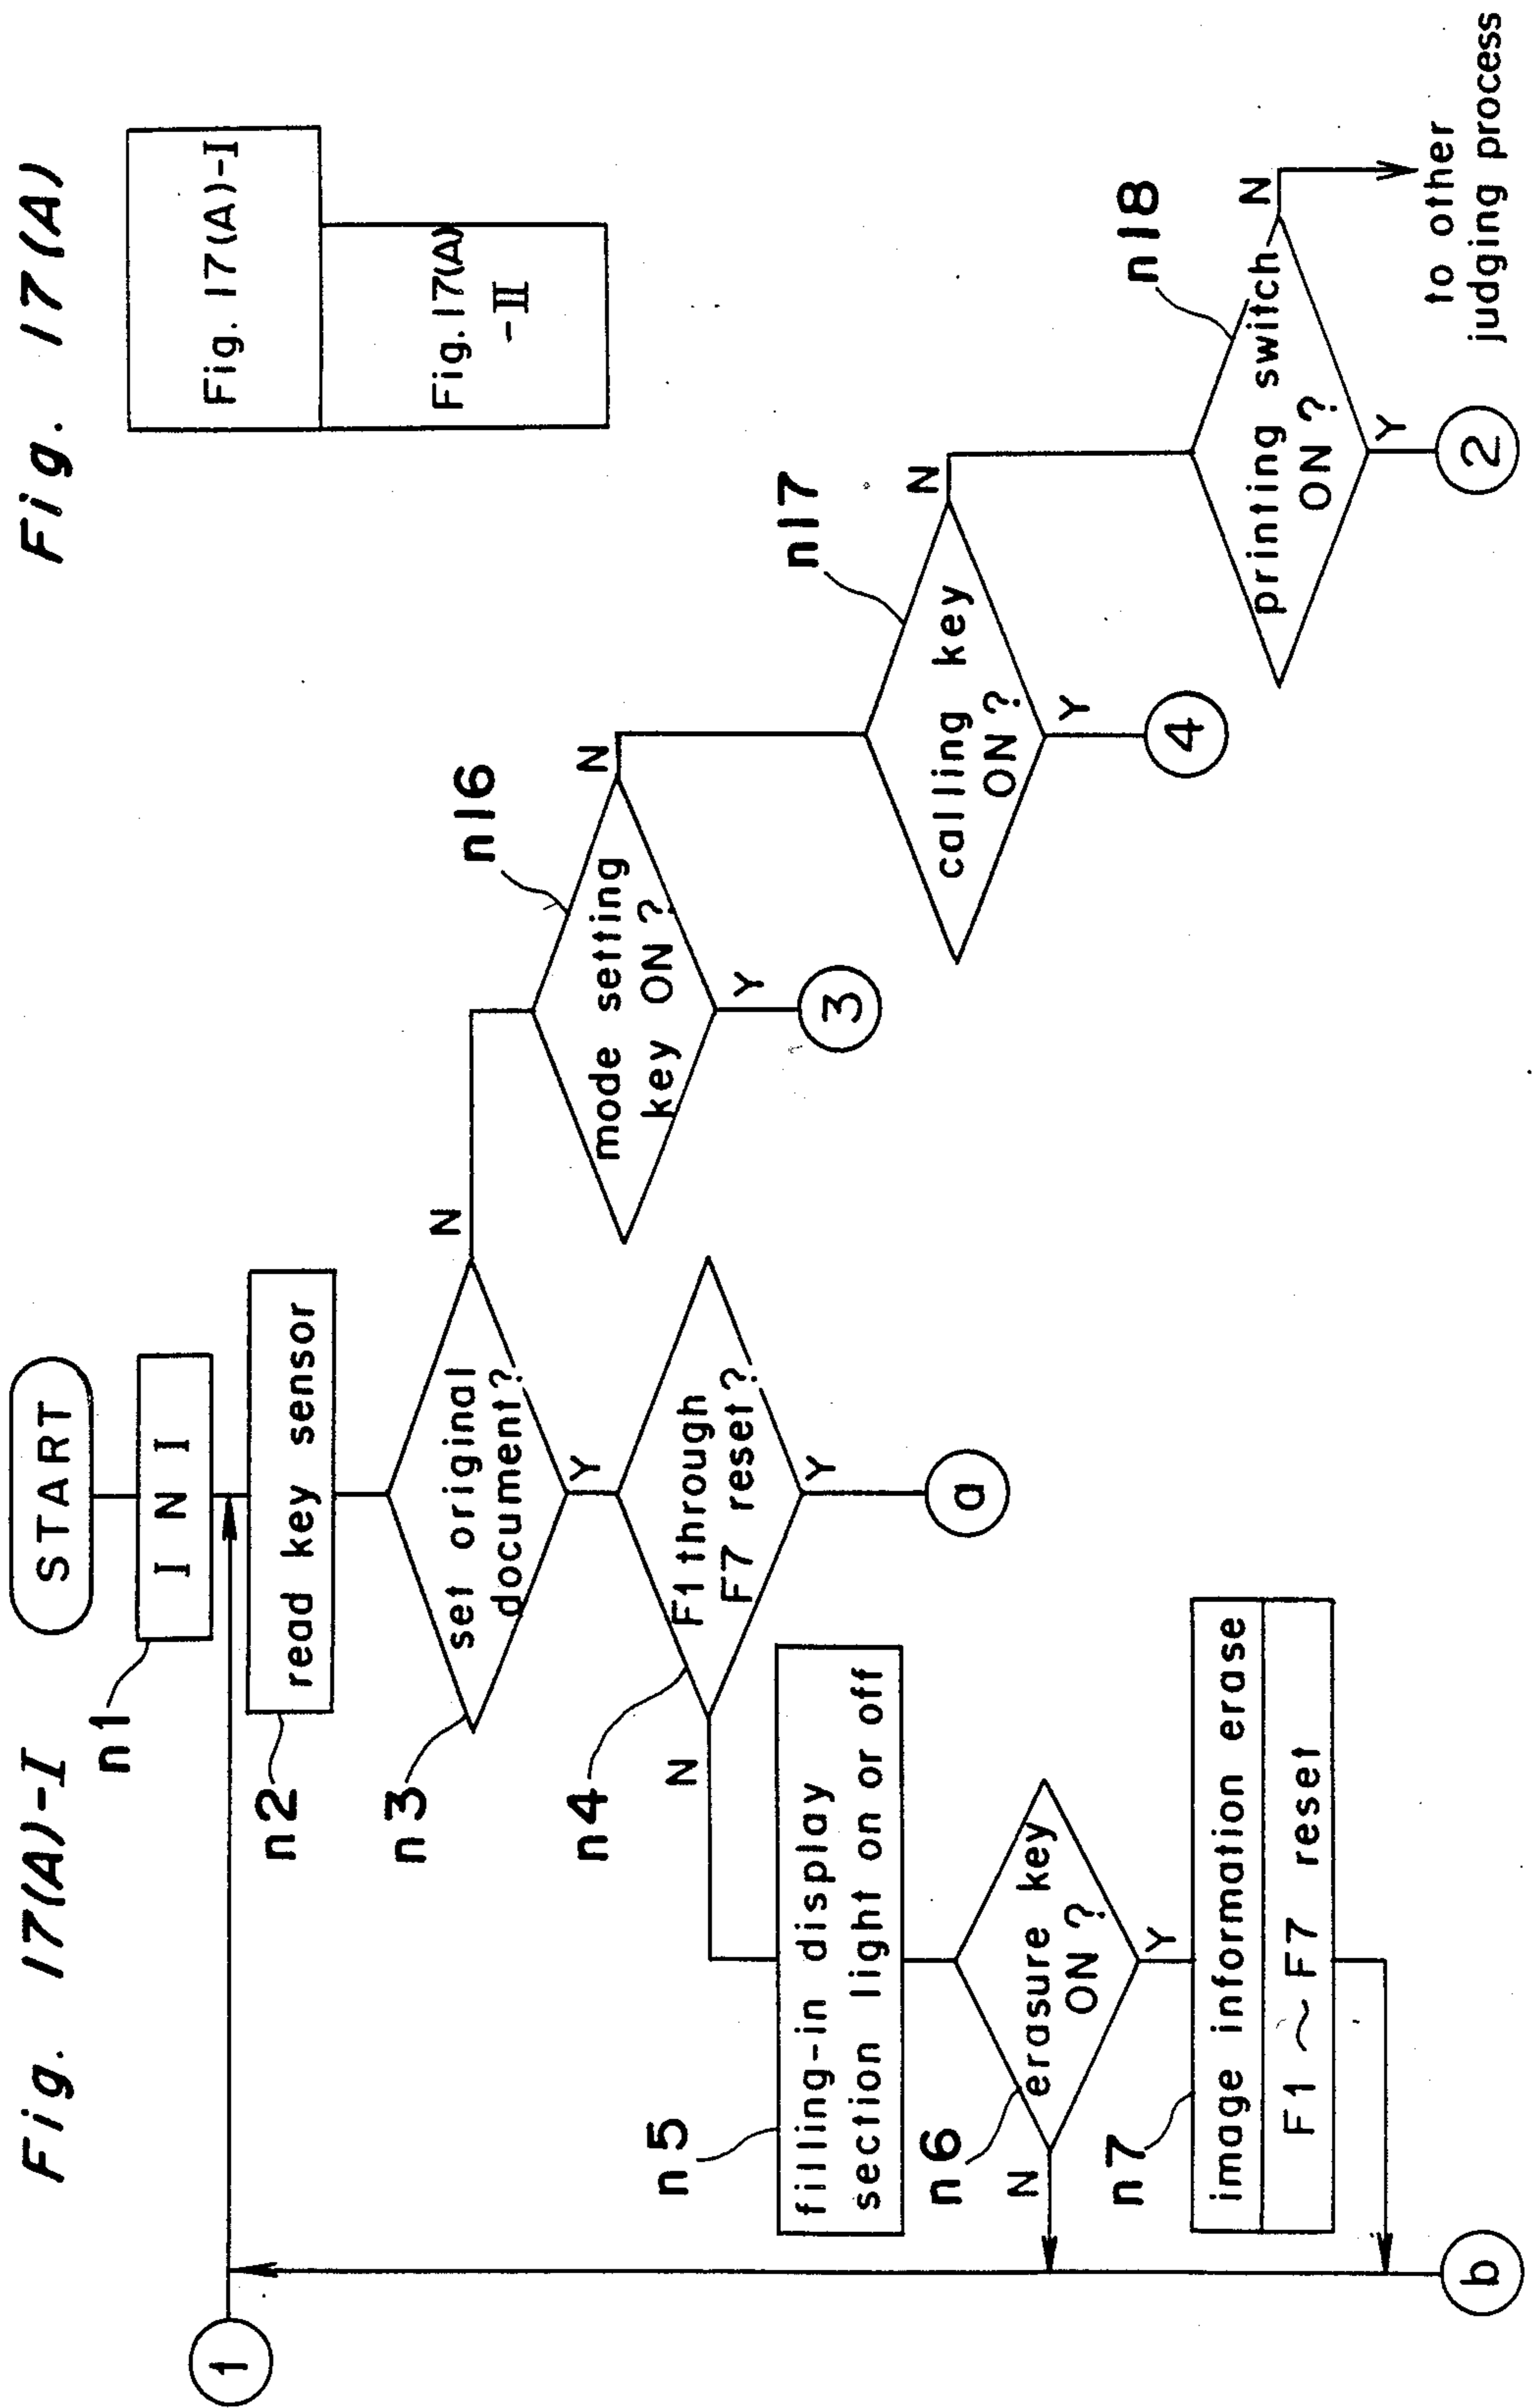 Fig. 17(A)-I
Fig. 17(A)
Fig. 17(A)-I
Fig. 17(A)
-II
START
n1
INI
1
n2
read key sensor
n3
set original
document?
N
Y
n4
F1 through
F7 reset?
N
Y
a
n5
filling-in display
section light on or off
n6
erasure key
ON?
N
Y
n7
image information erase
F1 ~ F7 reset
b
n16
mode setting
key ON?
N
Y
3
n17
calling key
ON?
N
Y
4
n18
printing switch
ON?
N
Y
2
to other
judging process